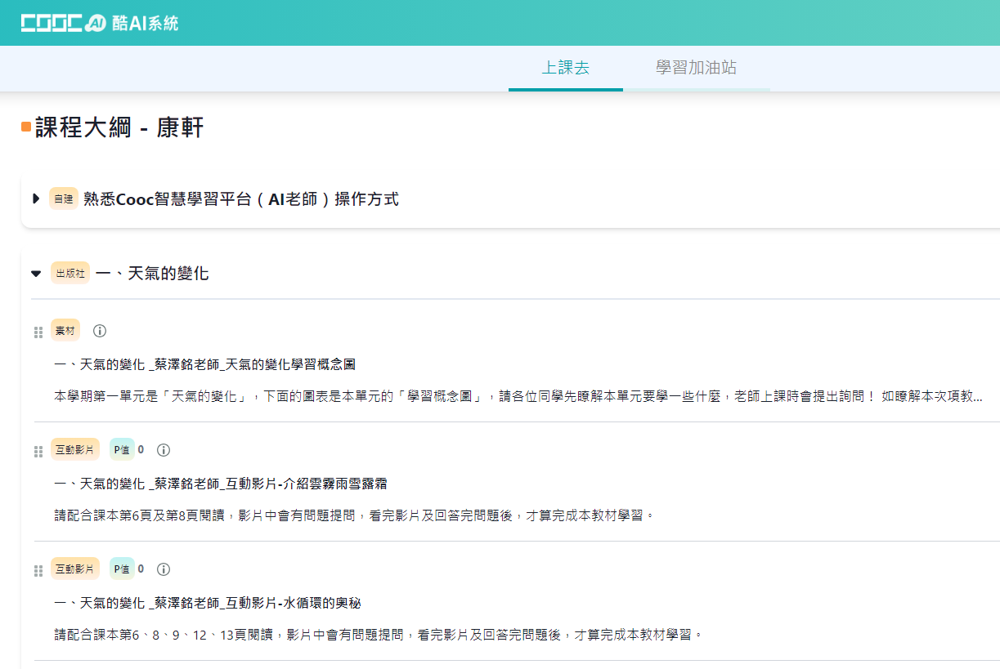 COOC AI 酷AI系統
上課去 學習加油站
課程大綱 - 康軒
自建 熟悉Cooc智慧學習平台（AI老師）操作方式
出版社 一、天氣的變化
素材
一、天氣的變化 _蔡澤銘老師_天氣的變化學習概念圖
本學期第一單元是「天氣的變化」，下面的圖表是本單元的「學習概念圖」，請各位同學先瞭解本單元要學一些什麼，老師上課時會提出詢問！ 如瞭解本次項教...
互動影片 P值 0
一、天氣的變化 _蔡澤銘老師_互動影片-介紹雲霧雨雪露霜
請配合課本第6頁及第8頁閱讀，影片中會有問題提問，看完影片及回答完問題後，才算完成本教材學習。
互動影片 P值 0
一、天氣的變化 _蔡澤銘老師_互動影片-水循環的奧秘
請配合課本第6、8、9、12、13頁閱讀，影片中會有問題提問，看完影片及回答完問題後，才算完成本教材學習。